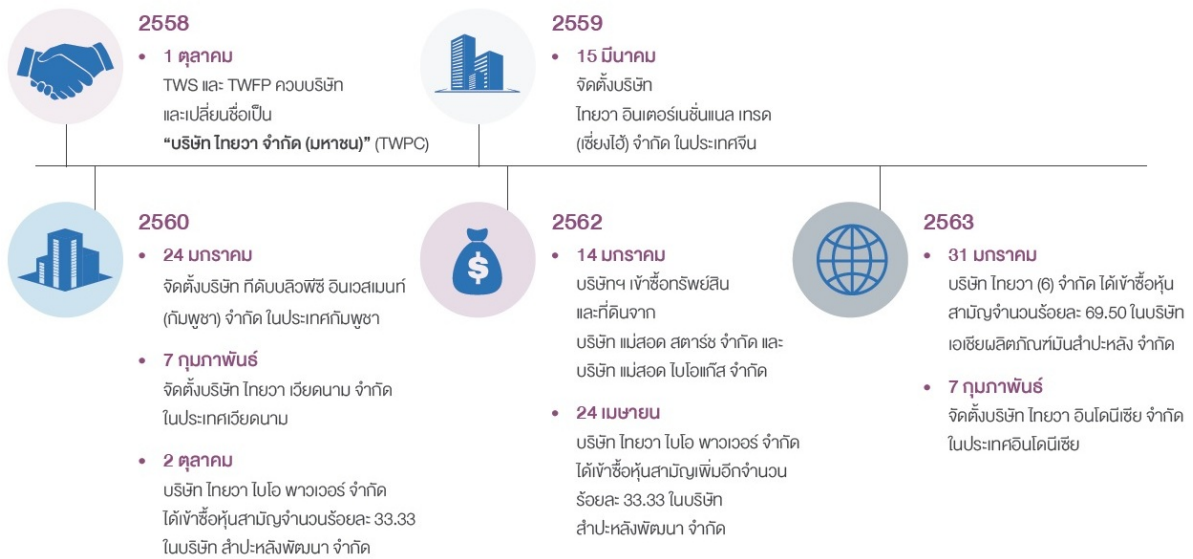 2558
• 1 ตุลาคม
TWS และ TWFP ควบบริษัท
และเปลี่ยนชื่อเป็น
“บริษัท ไทยวา จำกัด (มหาชน)” (TWPC)
2559
• 15 มีนาคม
จัดตั้งบริษัท
ไทยวา อินเตอร์เนชั่นแนล เทรด
(เซี่ยงไฮ้) จำกัด ในประเทศจีน
2560
• 24 มกราคม
จัดตั้งบริษัท ทีดับบลิวพีซี อินเวสเมนท์
(กัมพูชา) จำกัด ในประเทศกัมพูชา
• 7 กุมภาพันธ์
จัดตั้งบริษัท ไทยวา เวียดนาม จำกัด
ในประเทศเวียดนาม
• 2 ตุลาคม
บริษัท ไทยวา ไบโอ พาวเวอร์ จำกัด
ได้เข้าซื้อหุ้นสามัญจำนวนร้อยละ 33.33
ในบริษัท สำปะหลังพัฒนา จำกัด
2562
• 14 มกราคม
บริษัทฯ เข้าซื้อทรัพย์สิน
และที่ดินจาก
บริษัท แม่สอด สตาร์ช จำกัด และ
บริษัท แม่สอด ไบโอแก๊ส จำกัด
• 24 เมษายน
บริษัท ไทยวา ไบโอ พาวเวอร์ จำกัด
ได้เข้าซื้อหุ้นสามัญเพิ่มอีกจำนวน
ร้อยละ 33.33 ในบริษัท
สำปะหลังพัฒนา จำกัด
2563
• 31 มกราคม
บริษัท ไทยวา (6) จำกัด ได้เข้าซื้อหุ้น
สามัญจำนวนร้อยละ 69.50 ในบริษัท
เอเชียผลิตภัณฑ์มันสำปะหลัง จำกัด
• 7 กุมภาพันธ์
จัดตั้งบริษัท ไทยวา อินโดนีเซีย จำกัด
ในประเทศอินโดนีเซีย